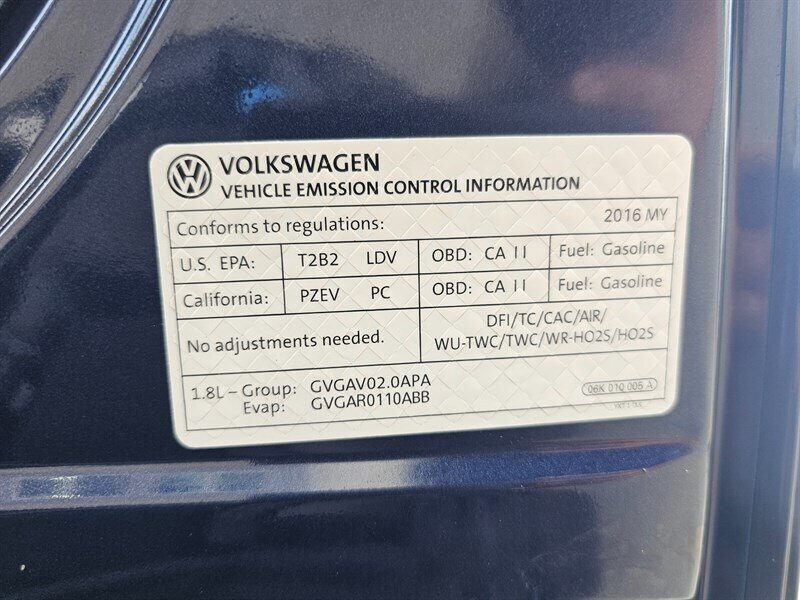 VOLKSWAGEN
VEHICLE EMISSION CONTROL INFORMATION
Conforms to regulations: 2016 MY
U.S. EPA: T2B2 LDV OBD: CA II Fuel: Gasoline
California: PZEV PC OBD: CA II Fuel: Gasoline
No adjustments needed.
DFI/TC/CAC/AIR/
WU-TWC/TWC/WR-HO2S/HO2S
1.8L – Group: GVGAV02.0APA
Evap: GVGAR0110ABB
06K 010 005 A